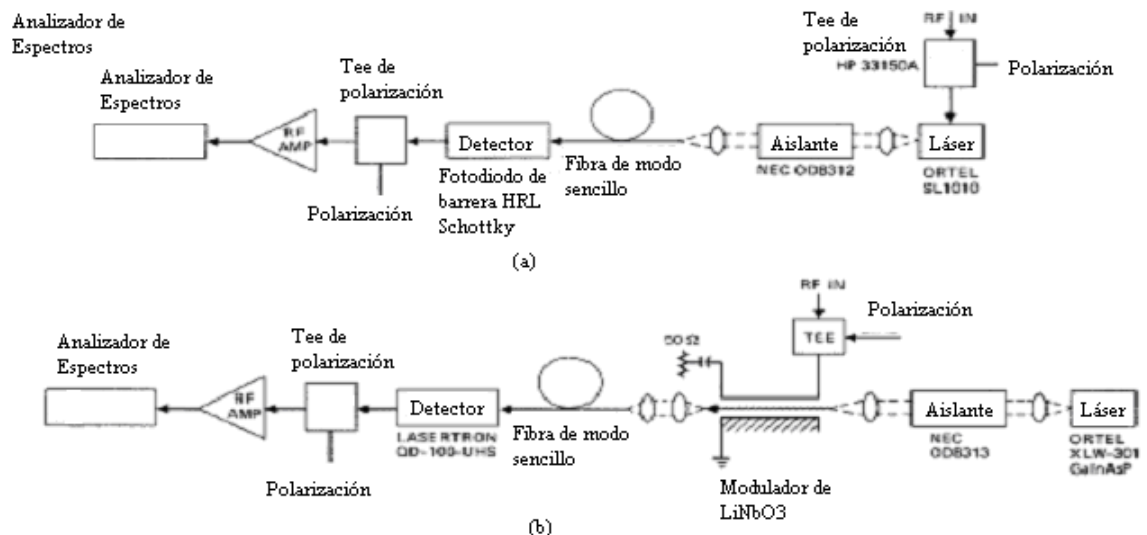 Analizador de
Espectros
Analizador de
Espectros
Tee de
polarización
RF AMP
Polarización
Detector
Fotodiodo de
barrera HRL
Schottky
Fibra de modo
sencillo
Aislante
NEC OD8312
Tee de
polarización
HP 33150A
RF IN
Polarización
Láser
ORTEL
SL1010
(a)
Analizador de
Espectros
Tee de
polarización
RF
AMP
Polarización
Detector
LASERTRON
QD-100-UHS
Fibra de modo
sencillo
50 Ω
RF IN
TEE
Polarización
Modulador de
LiNbO3
Aislante
NEC
OD8313
Láser
ORTEL
XLW-301
GaInAsP
(b)